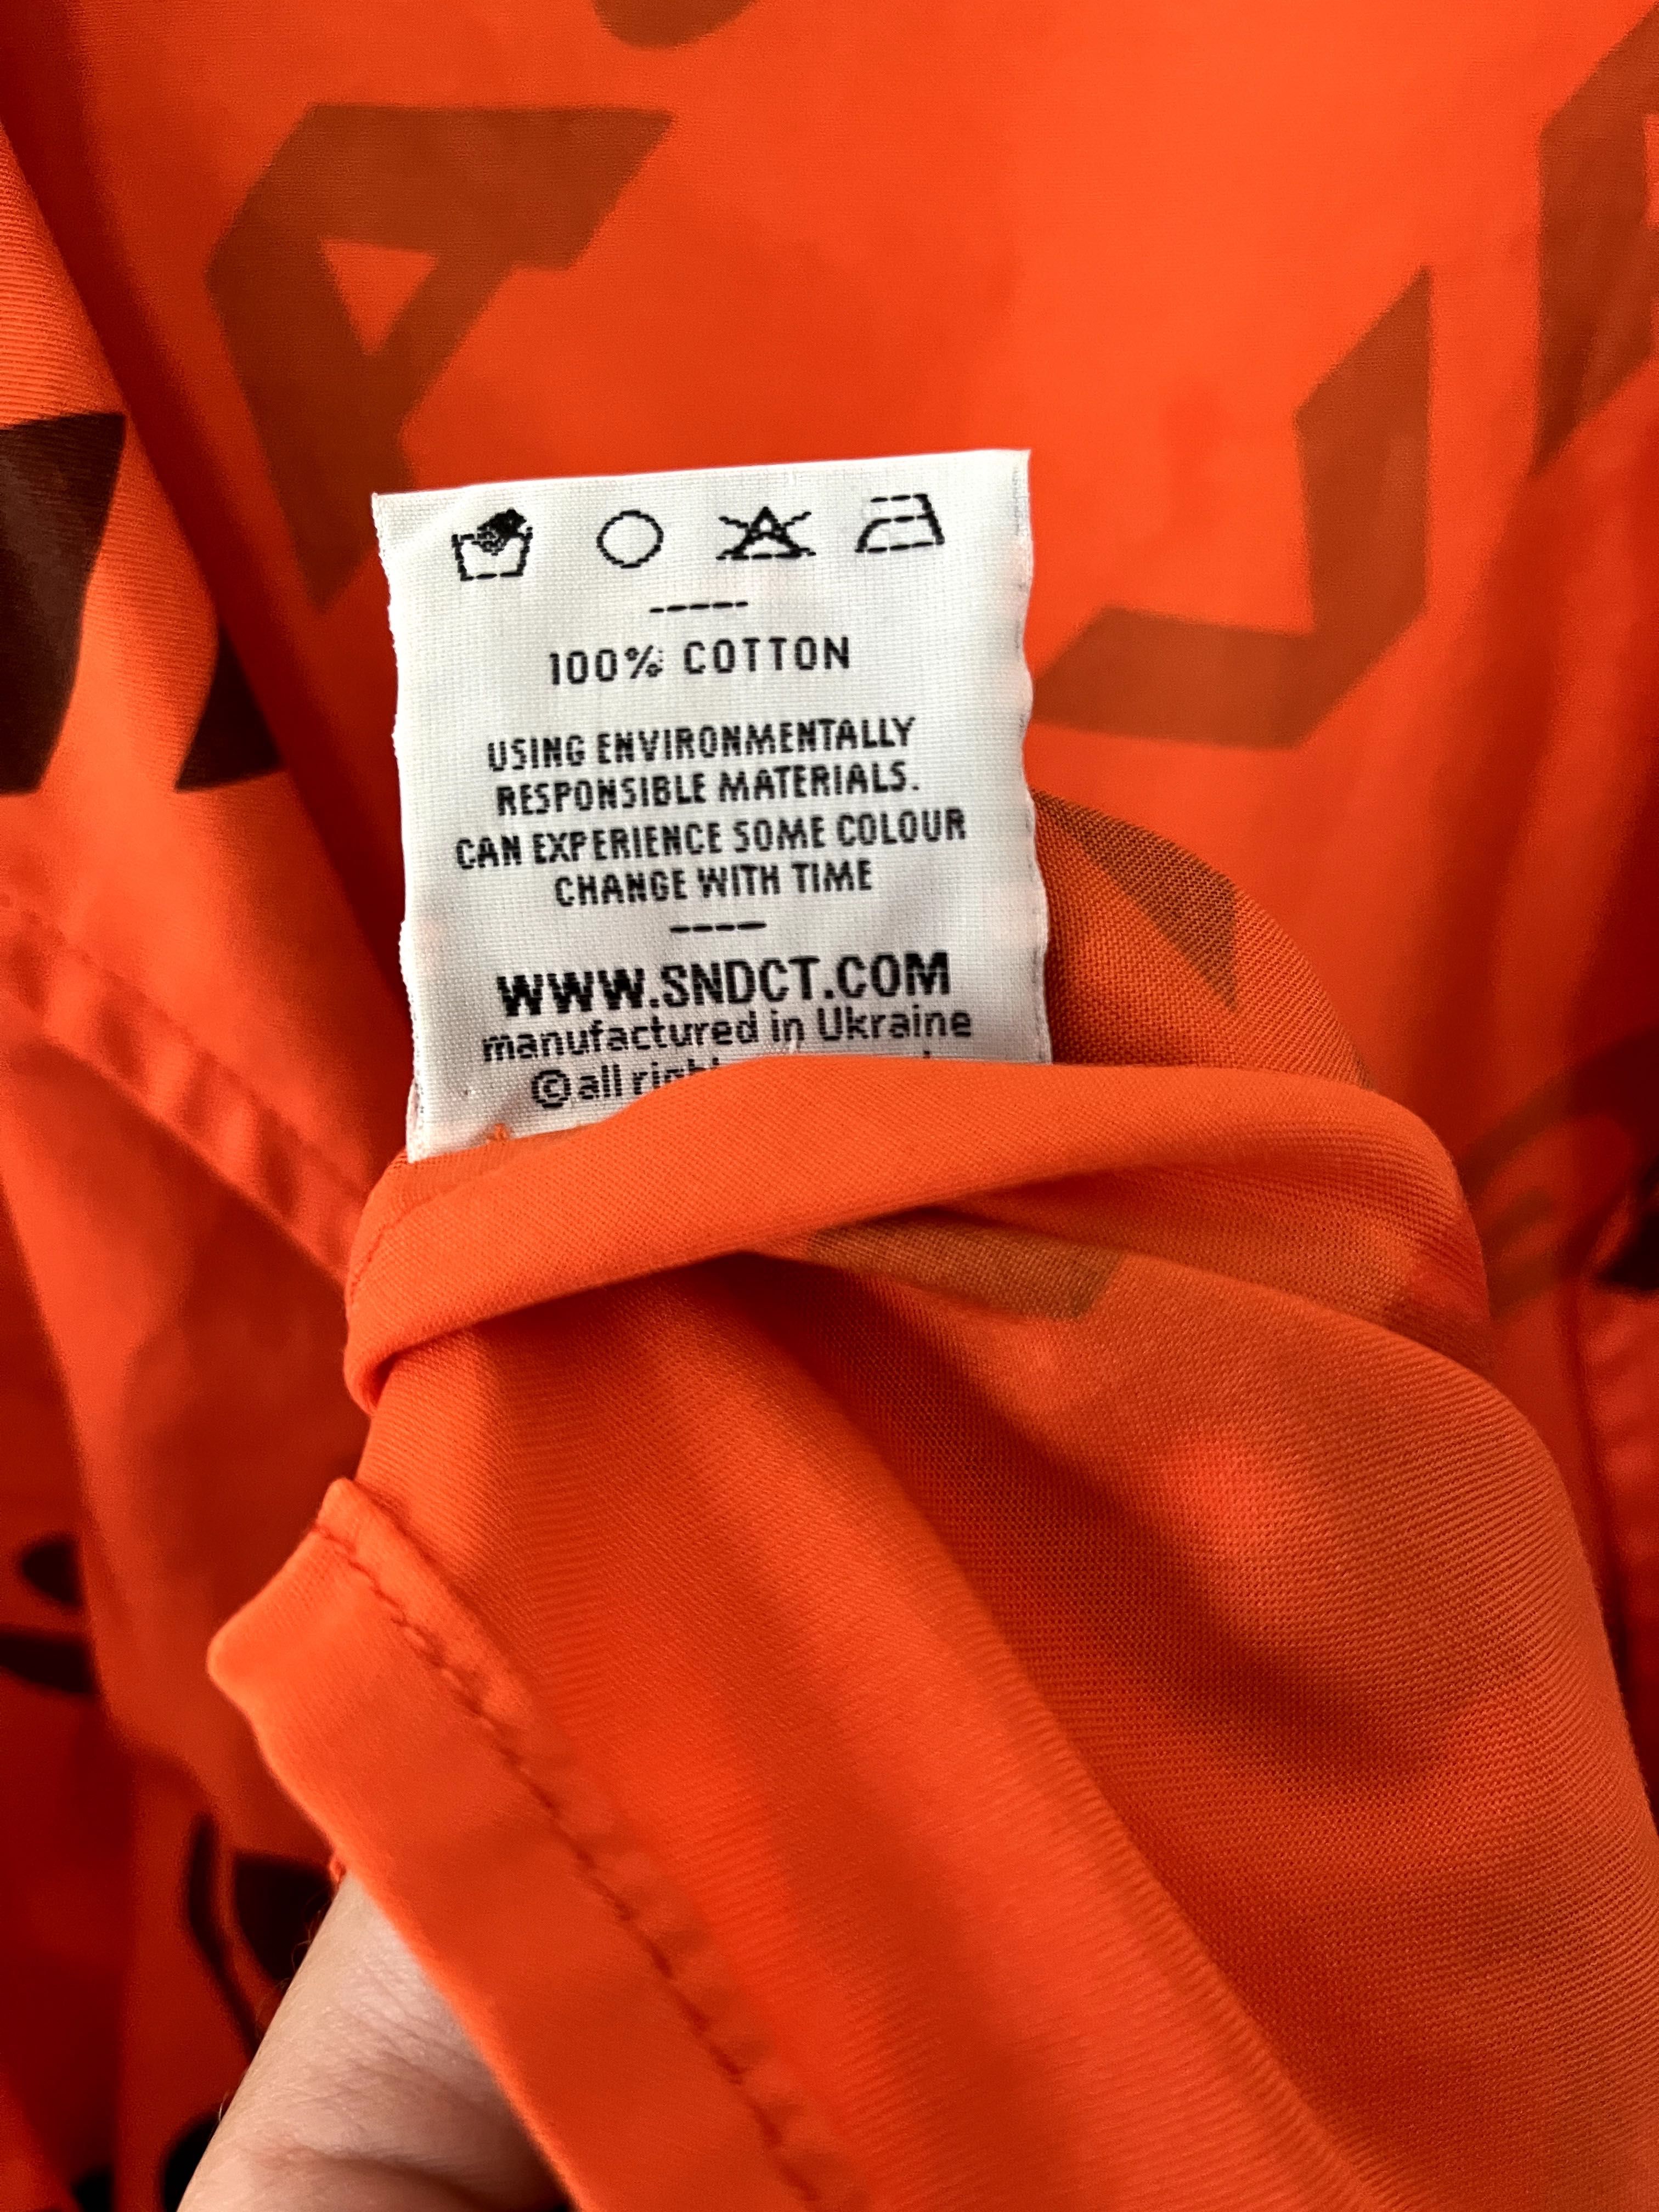 100% COTTON
USING ENVIRONMENTALLY
RESPONSIBLE MATERIALS.
CAN EXPERIENCE SOME COLOUR
CHANGE WITH TIME
WWW.SNDCT.COM
manufactured in Ukraine
© all